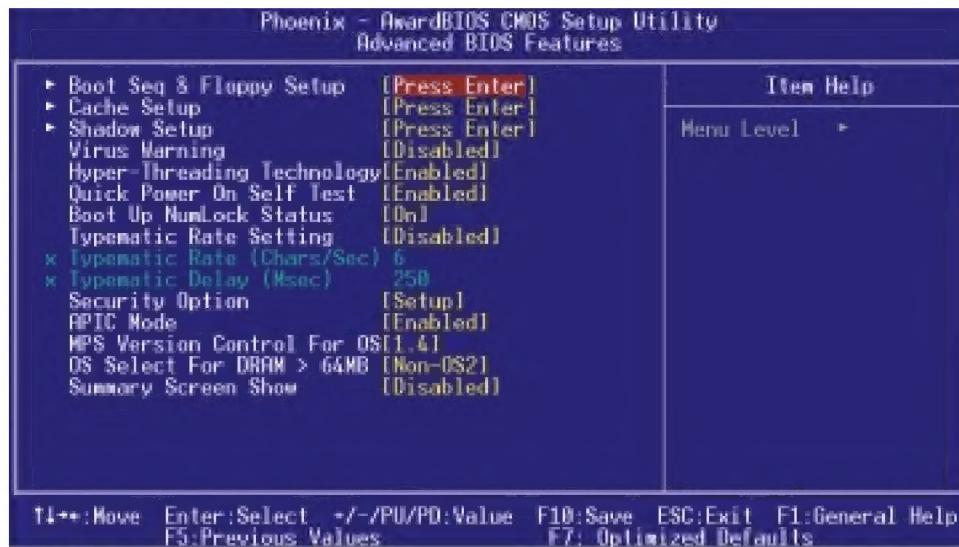 Phoenix - AwardBIOS CMOS Setup Utility
Advanced BIOS Features
► Boot Seq & Floppy Setup [Press Enter]
► Cache Setup [Press Enter]
► Shadow Setup [Press Enter]
Virus Warning [Disabled]
Hyper-Threading Technology[Enabled]
Quick Power On Self Test [Enabled]
Boot Up NumLock Status [On]
Typematic Rate Setting [Disabled]
x Typematic Rate (Chars/Sec) 6
x Typematic Delay (Msec) 250
Security Option [Setup]
APIC Mode [Enabled]
MPS Version Control For OS[1.4]
OS Select For DRAM > 64MB [Non-OS2]
Summary Screen Show [Disabled]
Item Help
Menu Level ►
↑↓→←:Move Enter:Select +/-/PU/PD:Value F10:Save ESC:Exit F1:General Help
F5:Previous Values F7: Optimized Defaults